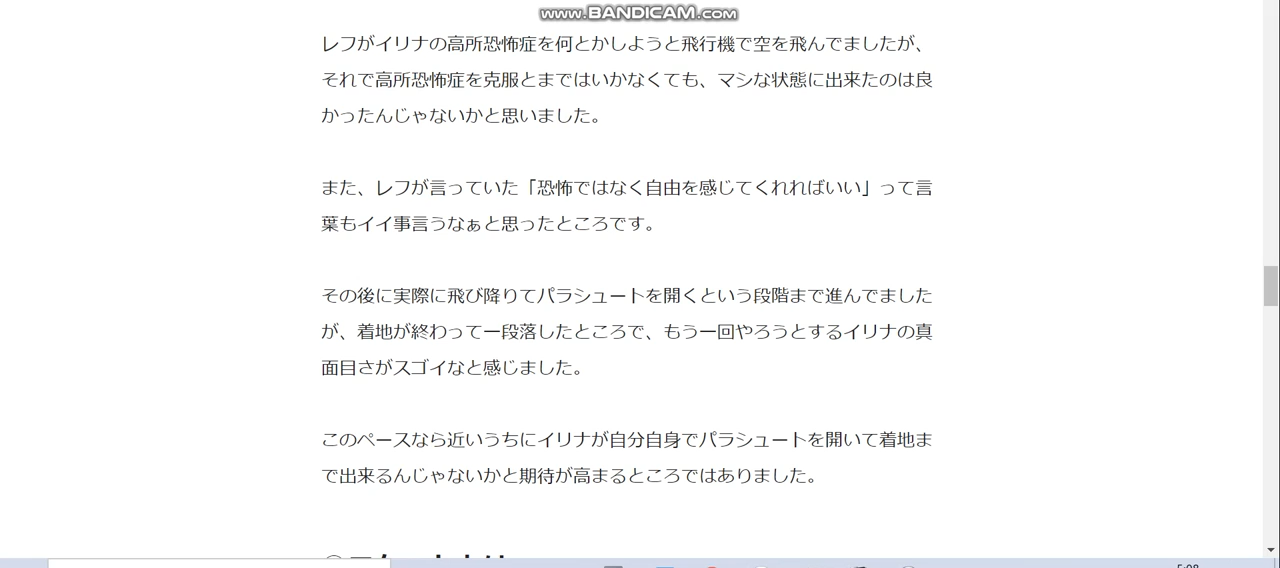 www.BANDICAM.com
レフがイリナの高所恐怖症を何とかしようと飛行機で空を飛んでましたが、
それで高所恐怖症を克服とまではいかなくても、マシな状態に出来たのは良
かったんじゃないかと思いました。
また、レフが言っていた「恐怖ではなく自由を感じてくれればいい」って言
葉もイイ事言うなぁと思ったところです。
その後に実際に飛び降りてパラシュートを開くという段階まで進んでました
が、着地が終わって一段落したところで、もう一回やろうとするイリナの真
面目さがスゴイなと感じました。
このペースなら近いうちにイリナが自分自身でパラシュートを開いて着地ま
で出来るんじゃないかと期待が高まるところではありました。